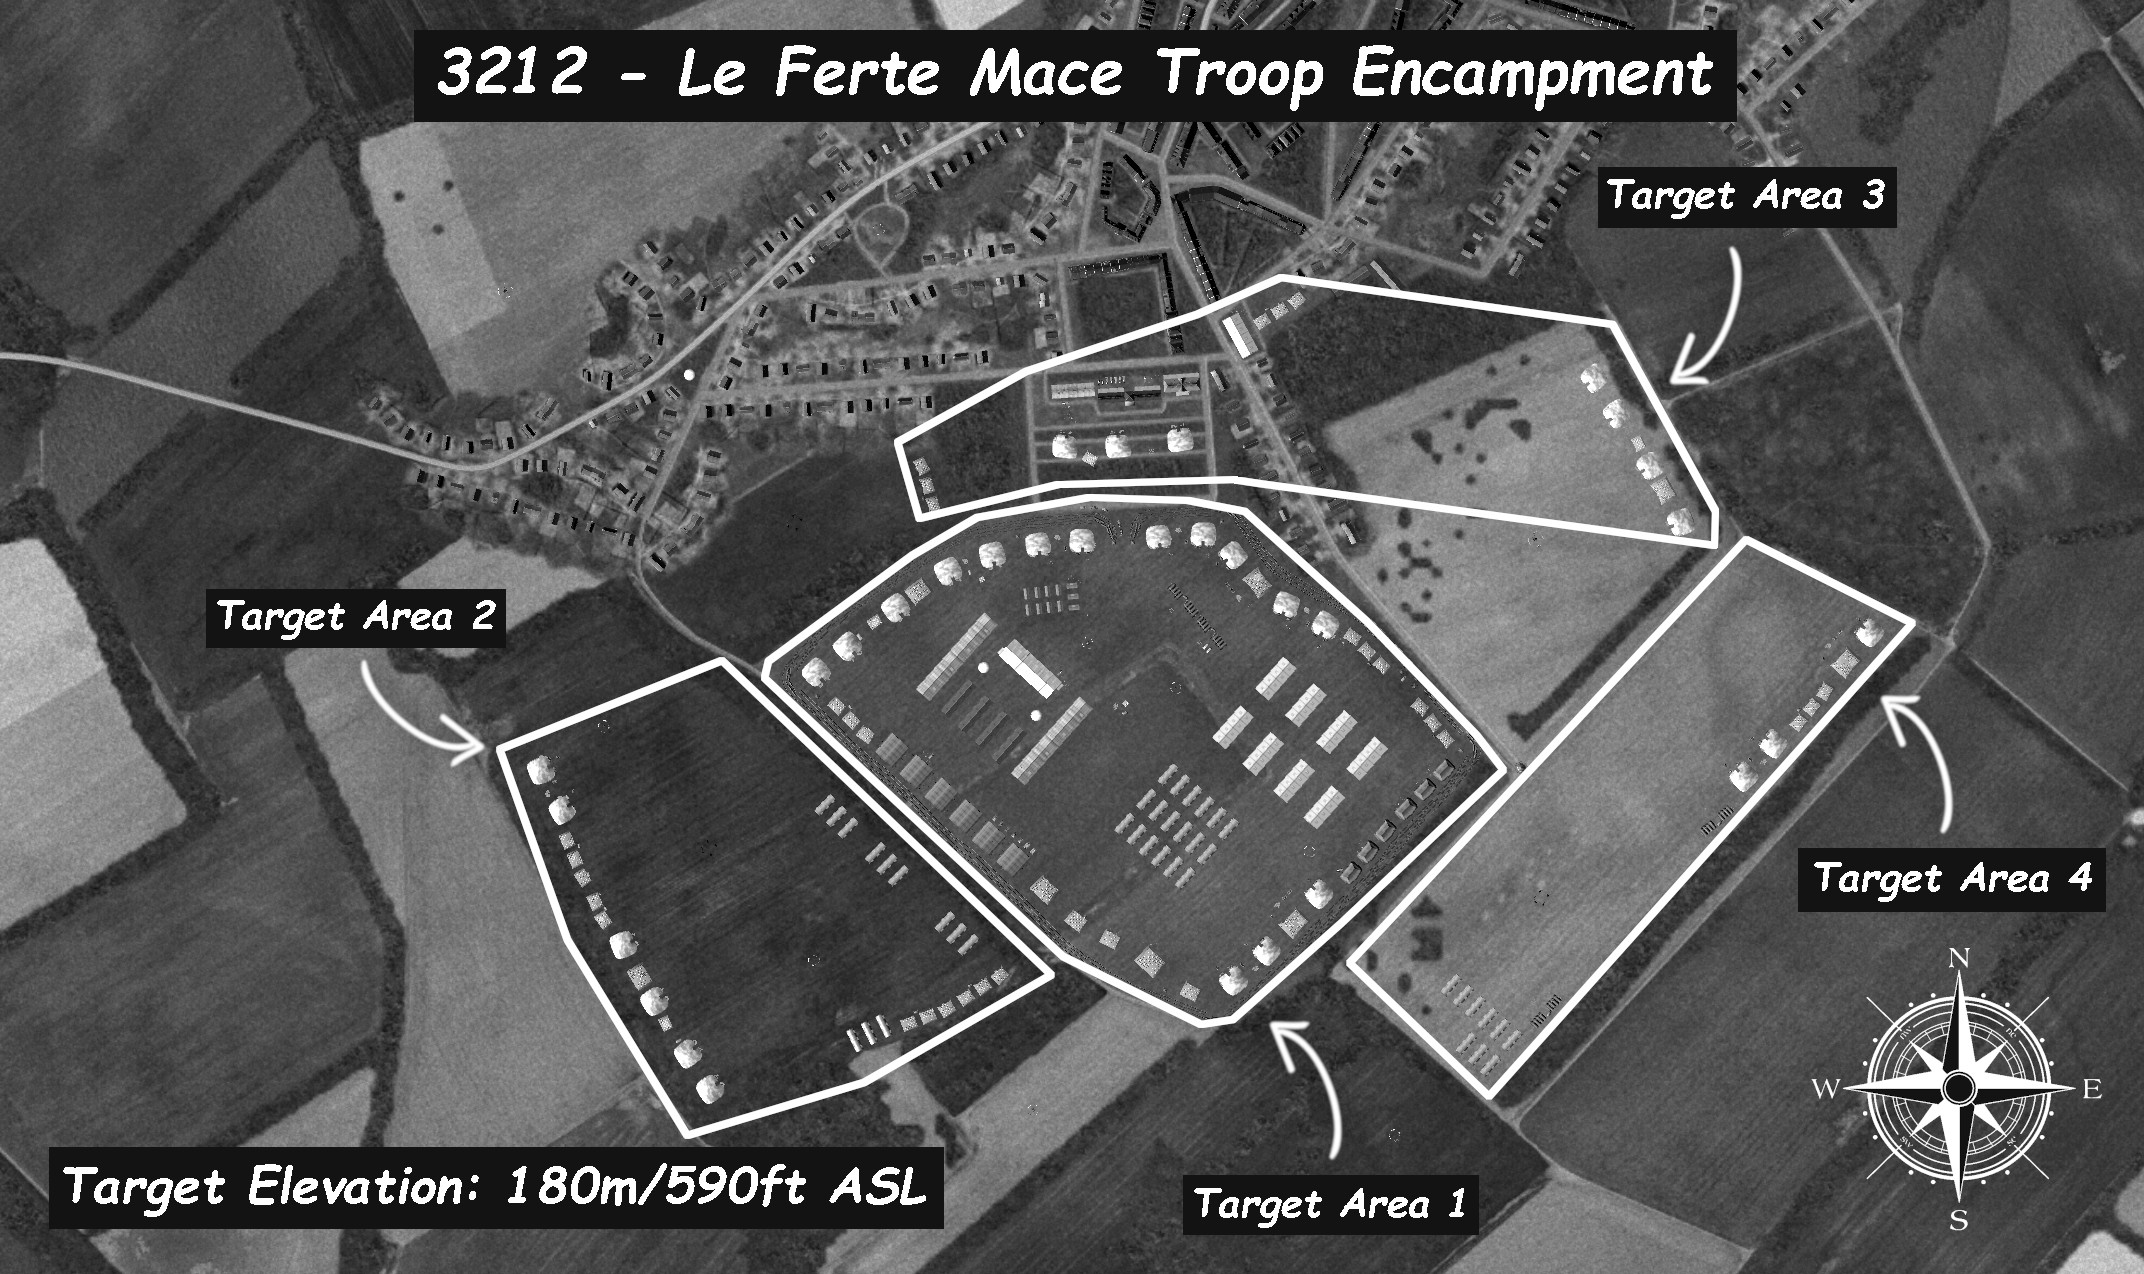 3212 - Le Ferte Mace Troop Encampment
Target Area 3
Target Area 2
Target Area 4
N
W
E
S
Target Elevation: 180m/590ft ASL
Target Area 1